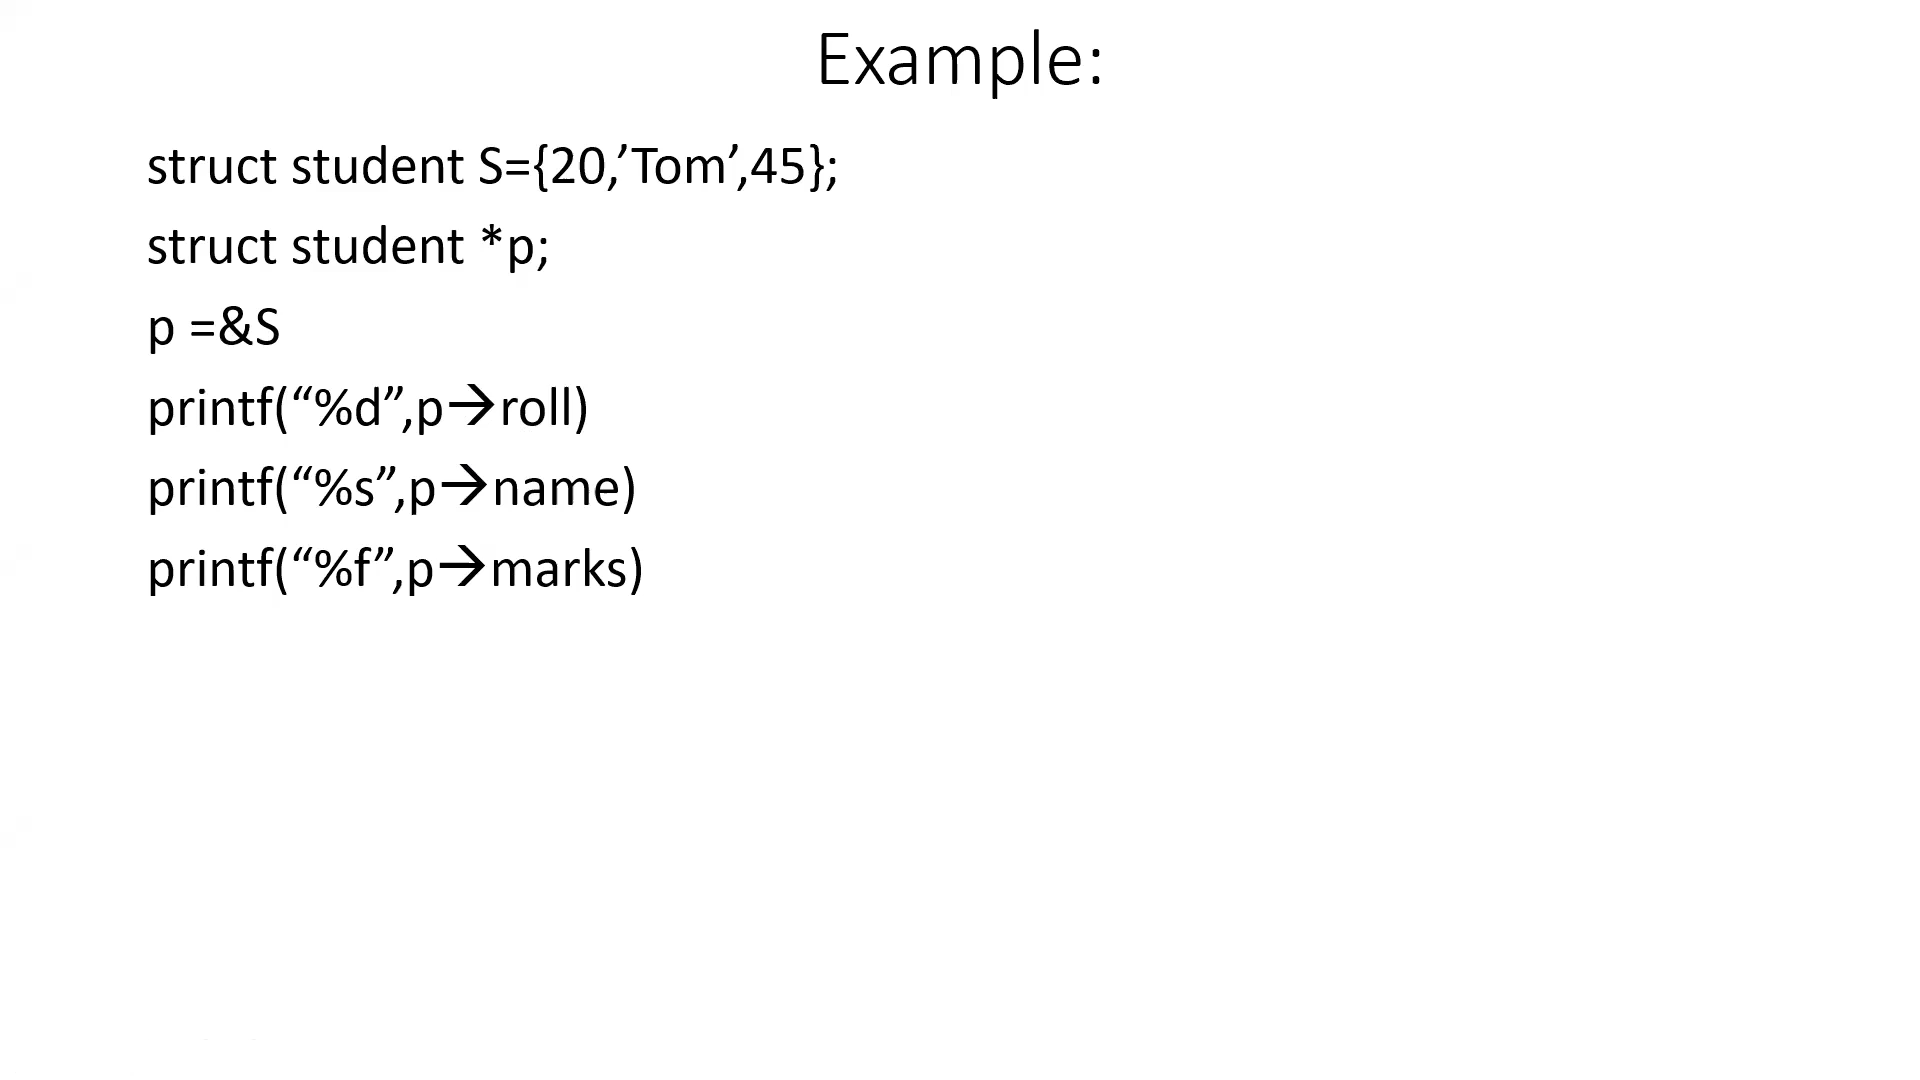 Example:
struct student S={20,’Tom’,45};
struct student *p;
p =&S
printf(“%d”,p→roll)
printf(“%s”,p→name)
printf(“%f”,p→marks)